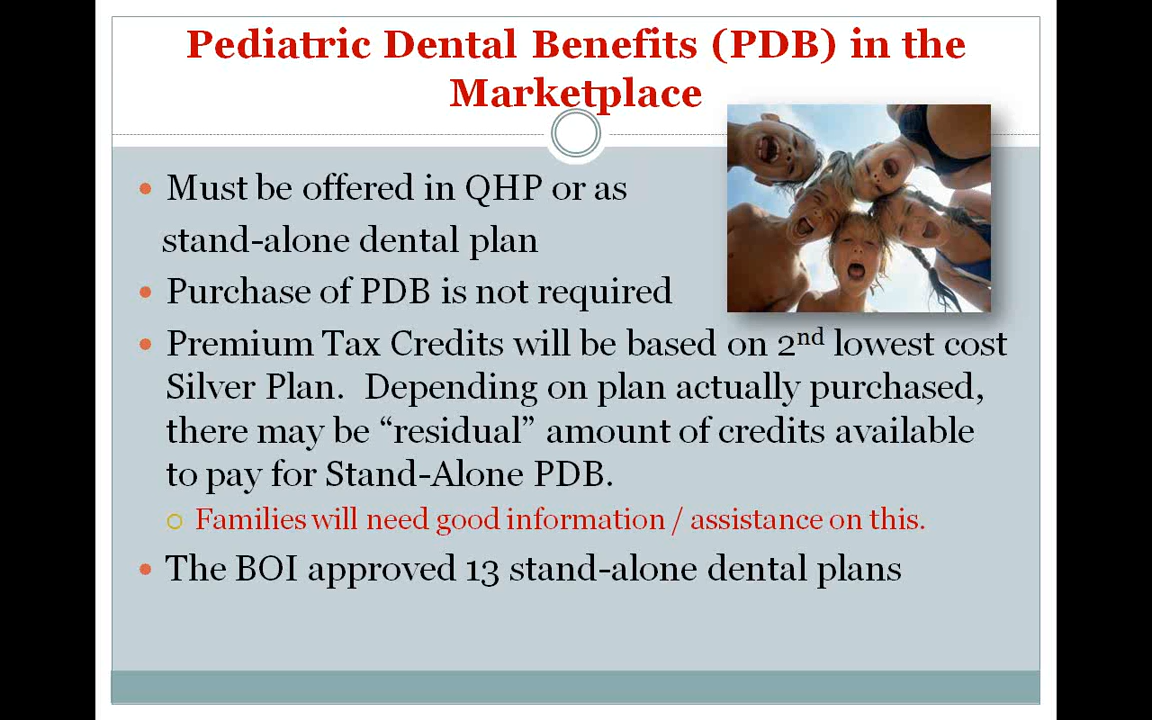 Pediatric Dental Benefits (PDB) in the
Marketplace
• Must be offered in QHP or as
stand-alone dental plan
• Purchase of PDB is not required
• Premium Tax Credits will be based on 2nd lowest cost
Silver Plan.  Depending on plan actually purchased,
there may be “residual” amount of credits available
to pay for Stand-Alone PDB.
○ Families will need good information / assistance on this.
• The BOI approved 13 stand-alone dental plans